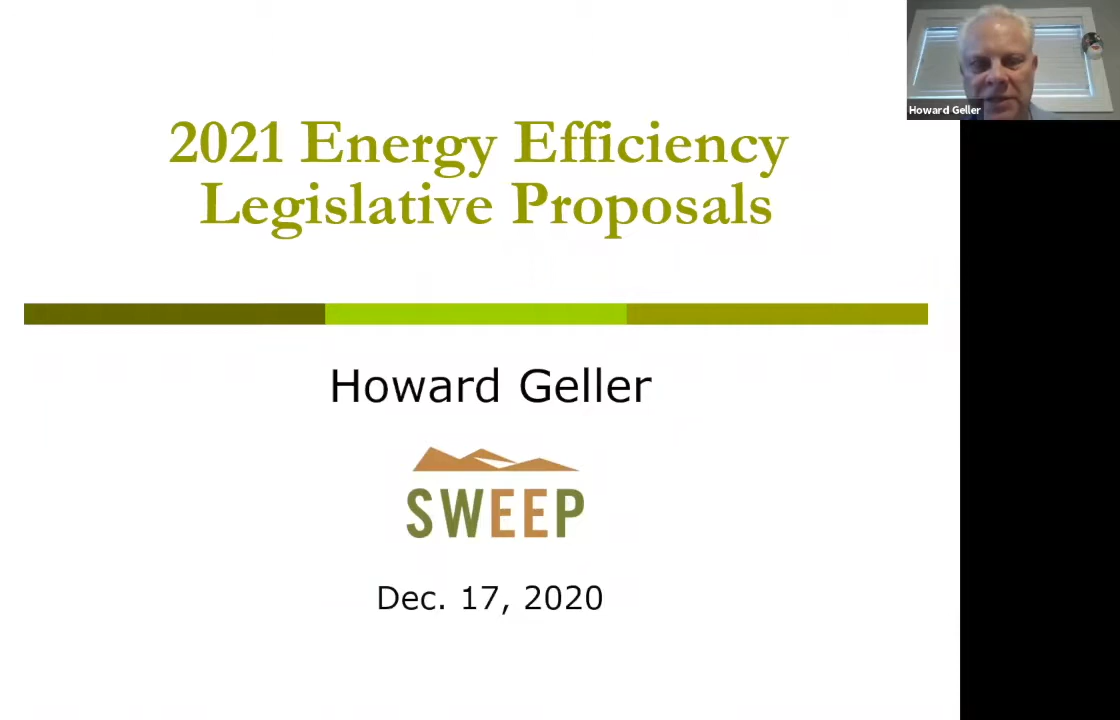 2021 Energy Efficiency
Legislative Proposals
Howard Geller
SWEEP
Dec. 17, 2020
Howard Geller